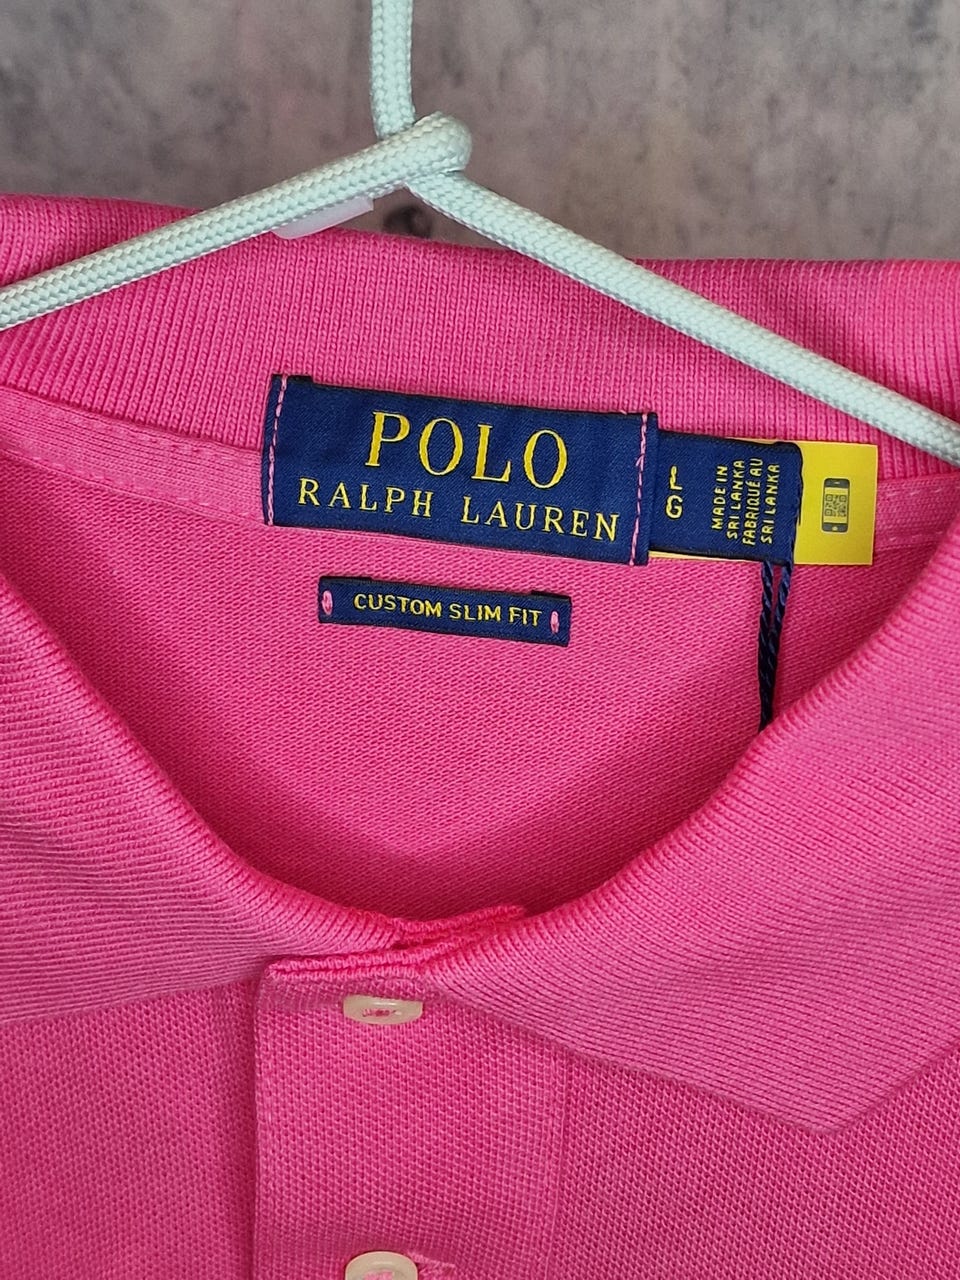 POLO
RALPH LAUREN
L
G
MADE IN
SRI LANKA
FABRIQUÉ AU
SRI LANKA
CUSTOM SLIM FIT